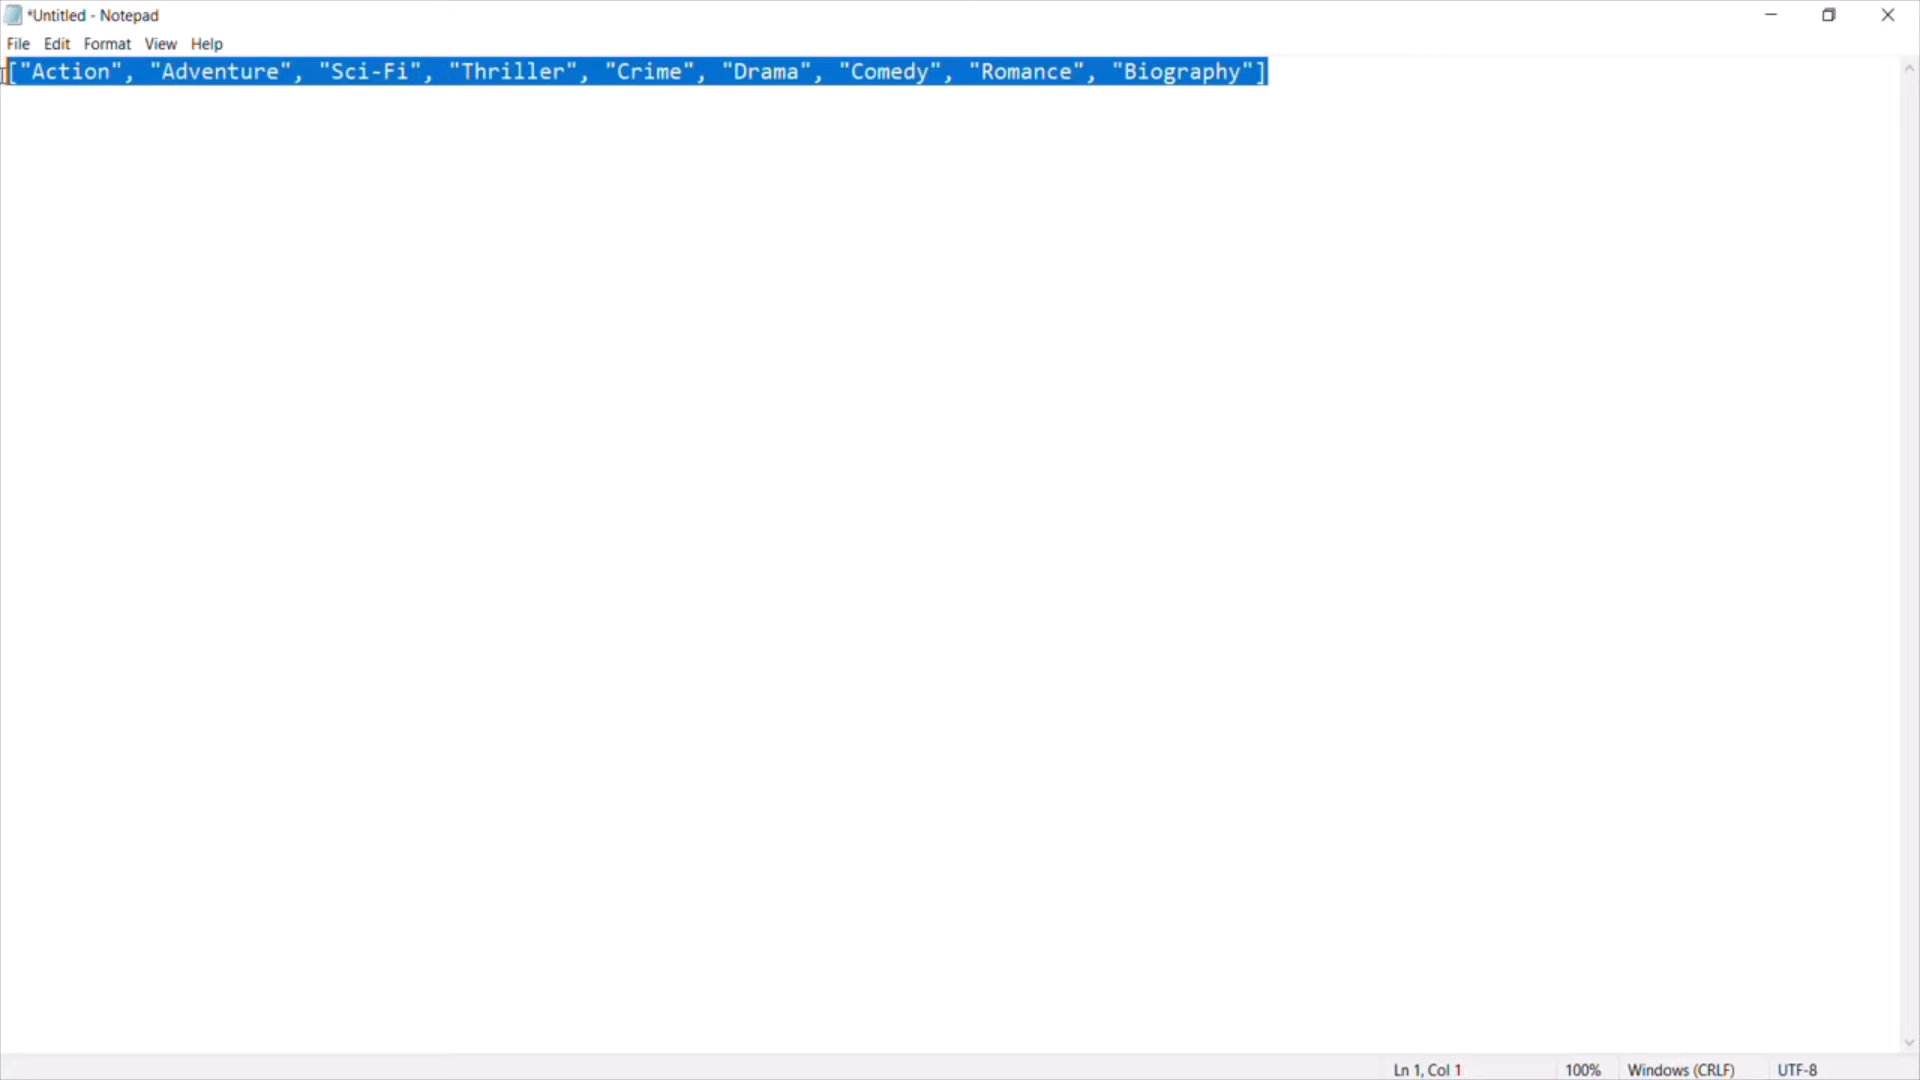 *Untitled - Notepad
File Edit Format View Help
["Action", "Adventure", "Sci-Fi", "Thriller", "Crime", "Drama", "Comedy", "Romance", "Biography"]
Ln 1, Col 1 100% Windows (CRLF) UTF-8